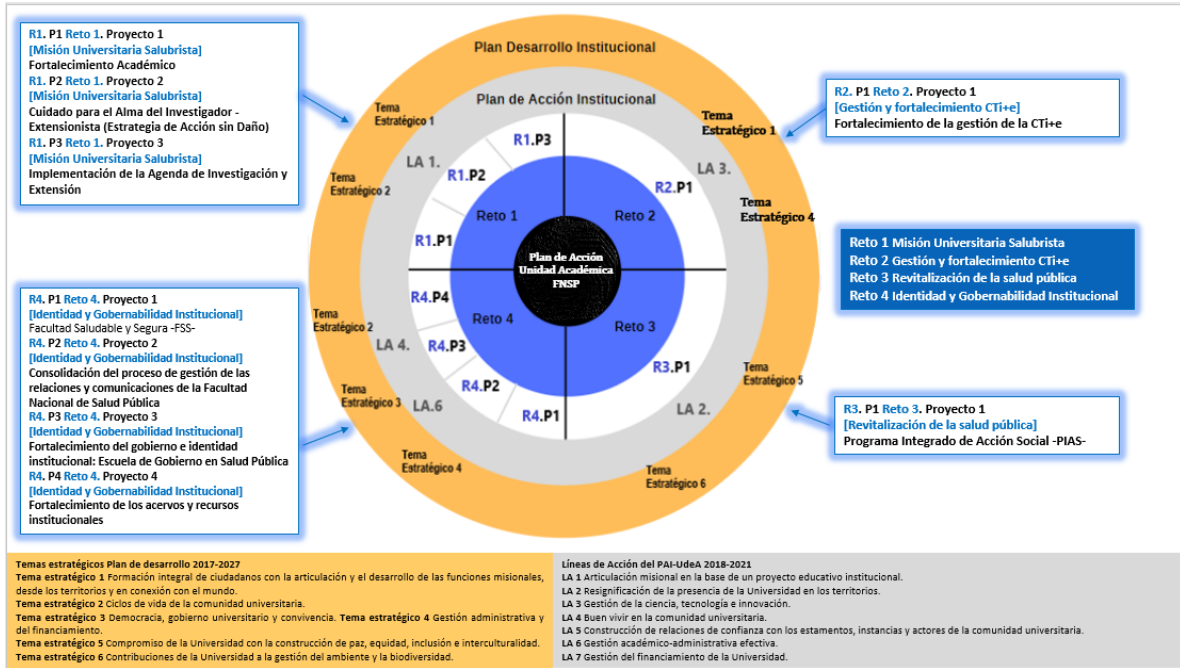 R1. P1 Reto 1. Proyecto 1
[Misión Universitaria Salubrista]
Fortalecimiento Académico
R1. P2 Reto 1. Proyecto 2
[Misión Universitaria Salubrista]
Cuidado para el Alma del Investigador -
Extensionista (Estrategia de Acción sin Daño)
R1. P3 Reto 1. Proyecto 3
[Misión Universitaria Salubrista]
Implementación de la Agenda de Investigación y
Extensión
R4. P1 Reto 4. Proyecto 1
[Identidad y Gobernabilidad Institucional]
Facultad Saludable y Segura -FSS-
R4. P2 Reto 4. Proyecto 2
[Identidad y Gobernabilidad Institucional]
Consolidación del proceso de gestión de las
relaciones y comunicaciones de la Facultad
Nacional de Salud Pública
R4. P3 Reto 4. Proyecto 3
[Identidad y Gobernabilidad Institucional]
Fortalecimiento del gobierno e identidad
institucional: Escuela de Gobierno en Salud Pública
R4. P4 Reto 4. Proyecto 4
[Identidad y Gobernabilidad Institucional]
Fortalecimiento de los acervos y recursos
institucionales
Plan Desarrollo Institucional
Plan de Acción Institucional
Tema
Estratégico 1
Tema
Estratégico 2
LA 1.
R1.P3
R1.P2
R1.P1
Reto 1
Tema
Estratégico 1
LA 3.
Tema
Estratégico 4
R2.P1
Reto 2
Plan de Acción
Unidad Académica
FNSP
R4.P4
R4.P3
R4.P2
R4.P1
Reto 4
Tema
Estratégico 2
LA 4.
Tema
Estratégico 3
LA.6
Tema
Estratégico 4
Reto 3
R3.P1
LA 2.
Tema
Estratégico 5
Tema
Estratégico 6
R2. P1 Reto 2. Proyecto 1
[Gestión y fortalecimiento CTi+e]
Fortalecimiento de la gestión de la CTi+e
Reto 1 Misión Universitaria Salubrista
Reto 2 Gestión y fortalecimiento CTi+e
Reto 3 Revitalización de la salud pública
Reto 4 Identidad y Gobernabilidad Institucional
R3. P1 Reto 3. Proyecto 1
[Revitalización de la salud pública]
Programa Integrado de Acción Social -PIAS-
Temas estratégicos Plan de desarrollo 2017-2027
Tema estratégico 1 Formación integral de ciudadanos con la articulación y el desarrollo de las funciones misionales,
desde los territorios y en conexión con el mundo.
Tema estratégico 2 Ciclos de vida de la comunidad universitaria.
Tema estratégico 3 Democracia, gobierno universitario y convivencia. Tema estratégico 4 Gestión administrativa y
del financiamiento.
Tema estratégico 5 Compromiso de la Universidad con la construcción de paz, equidad, inclusión e interculturalidad.
Tema estratégico 6 Contribuciones de la Universidad a la gestión del ambiente y la biodiversidad.
Líneas de Acción del PAI-UdeA 2018-2021
LA 1 Articulación misional en la base de un proyecto educativo institucional.
LA 2 Resignificación de la presencia de la Universidad en los territorios.
LA 3 Gestión de la ciencia, tecnología e innovación.
LA 4 Buen vivir en la comunidad universitaria.
LA 5 Construcción de relaciones de confianza con los estamentos, instancias y actores de la comunidad universitaria.
LA 6 Gestión académico-administrativa efectiva.
LA 7 Gestión del financiamiento de la Universidad.